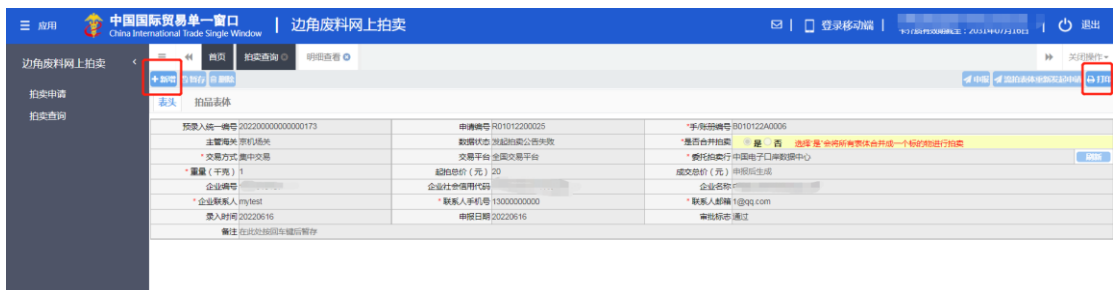 应用 中国国际贸易单一窗口 边角废料网上拍卖 登录移动端 退出
China International Trade Single Window
边角废料网上拍卖 首页 拍卖查询 明细查看 关闭操作
新增 暂存 删除 申报 打印
拍卖申请 表头 拍品表体
拍卖查询
预录入统一编号 202200000000000173 申请编号 R01012200025 *手/账册编号 B010122A0006
主管海关 京机场关 数据状态 发起拍卖公告失败 *是否合并拍卖 是 否 选择"是"会将所有表体合并成一个标的物进行拍卖
*交易方式 集中交易 交易平台 全国交易平台 *委托拍卖行 中国电子口岸数据中心
*重量（千克） 1 起拍总价（元） 20 成交总价（元） 申报后生成
企业编号 企业社会信用代码 企业名称
*企业联系人 mytest *联系人手机号 13000000000 *联系人邮箱 1@qq.com
录入时间 20220616 申报日期 20220616 审批标志 通过
备注 在此处按回车键后暂存